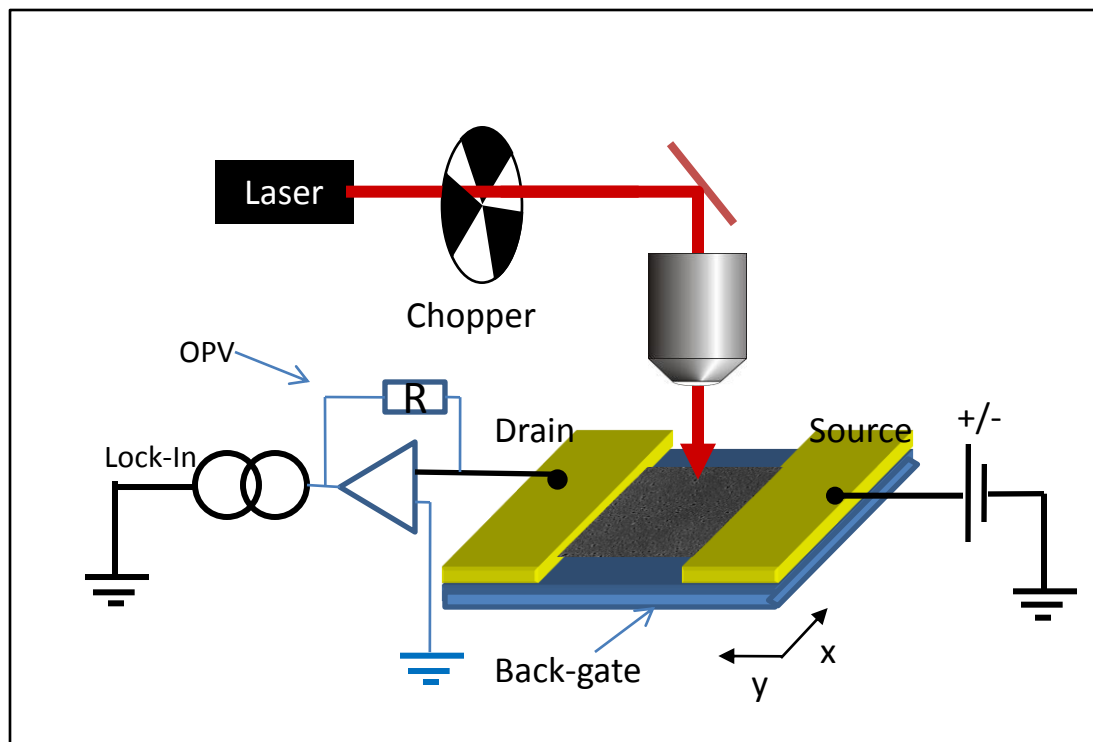 Laser
Chopper
OPV
R
Drain
Source
+/-
Lock-In
Back-gate
x
y